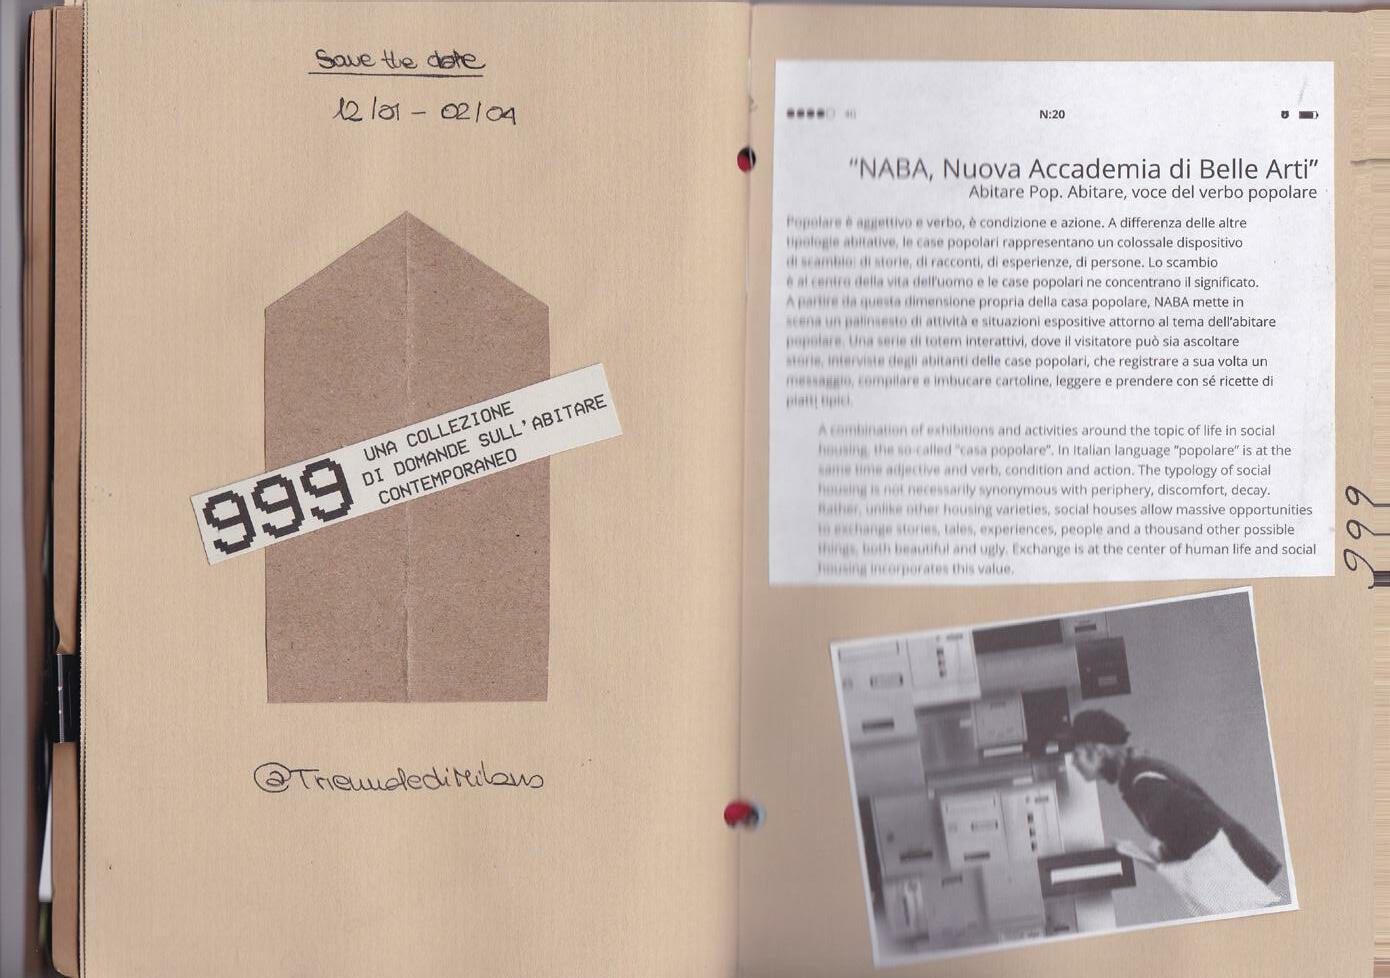 Save the date
12/01 - 02/04
999
UNA COLLEZIONE
DI DOMANDE SULL'ABITARE
CONTEMPORANEO
@TriennalediMilano
N:20
“NABA, Nuova Accademia di Belle Arti”
Abitare Pop. Abitare, voce del verbo popolare
Popolare è aggettivo e verbo, è condizione e azione. A differenza delle altre
tipologie abitative, le case popolari rappresentano un colossale dispositivo
di scambio: di storie, di racconti, di esperienze, di persone. Lo scambio
è al centro della vita dell'uomo e le case popolari ne concentrano il significato.
A partire da questa dimensione propria della casa popolare, NABA mette in
scena un palinsesto di attività e situazioni espositive attorno al tema dell'abitare
popolare. Una serie di totem interattivi, dove il visitatore può sia ascoltare
storie, interviste degli abitanti delle case popolari, che registrare a sua volta un
messaggio, compilare e imbucare cartoline, leggere e prendere con sé ricette di
piatti tipici.
A combination of exhibitions and activities around the topic of life in social
housing, the so-called “casa popolare”. In Italian language “popolare” is at the
same time adjective and verb, condition and action. The typology of social
housing is not necessarily synonymous with periphery, discomfort, decay.
Rather, unlike other housing varieties, social houses allow massive opportunities
to exchange stories, tales, experiences, people and a thousand other possible
things, both beautiful and ugly. Exchange is at the center of human life and social
housing incorporates this value.
999